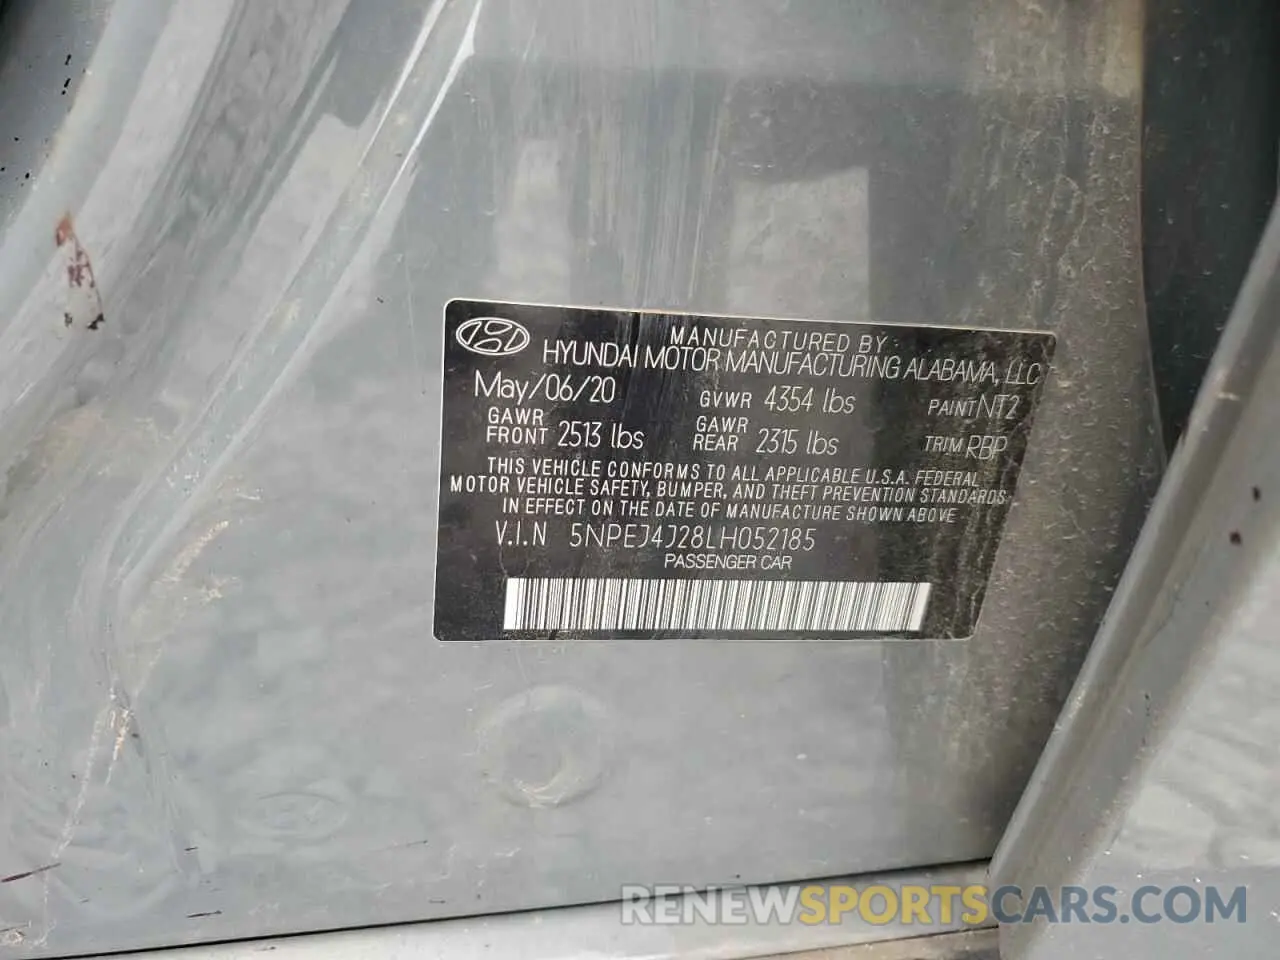 MANUFACTURED BY:
HYUNDAI MOTOR MANUFACTURING ALABAMA, LLC
May/06/20 GVWR 4354 lbs PAINT NT2
GAWR FRONT 2513 lbs GAWR REAR 2315 lbs TRIM RBP
THIS VEHICLE CONFORMS TO ALL APPLICABLE U.S.A. FEDERAL
MOTOR VEHICLE SAFETY, BUMPER, AND THEFT PREVENTION STANDARDS
IN EFFECT ON THE DATE OF MANUFACTURE SHOWN ABOVE
V.I.N 5NPEJ4J28LH052185
PASSENGER CAR
RENEWSPORTSCARS.COM